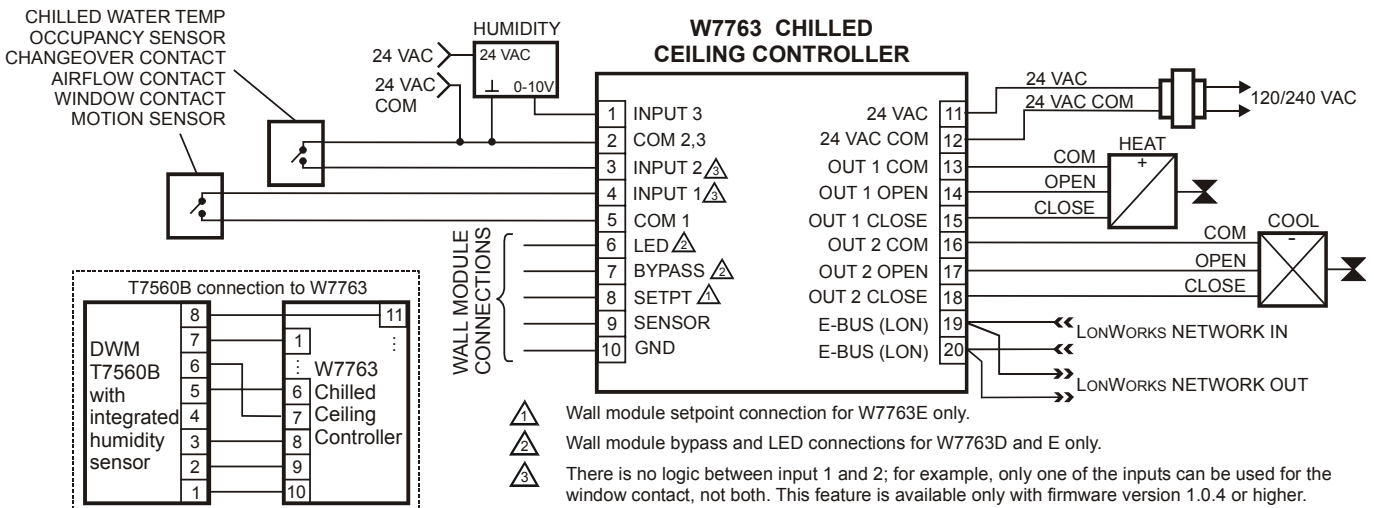 CHILLED WATER TEMP
OCCUPANCY SENSOR
CHANGEOVER CONTACT
AIRFLOW CONTACT
WINDOW CONTACT
MOTION SENSOR
24 VAC
24 VAC
COM
HUMIDITY
24 VAC
0-10V
W7763 CHILLED
CEILING CONTROLLER
1 INPUT 3
2 COM 2,3
3 INPUT 2 3
4 INPUT 1 3
5 COM 1
6 LED 2
7 BYPASS 2
8 SETPT 1
9 SENSOR
10 GND
WALL MODULE
CONNECTIONS
24 VAC 11
24 VAC COM 12
OUT 1 COM 13
OUT 1 OPEN 14
OUT 1 CLOSE 15
OUT 2 COM 16
OUT 2 OPEN 17
OUT 2 CLOSE 18
E-BUS (LON) 19
E-BUS (LON) 20
24 VAC
24 VAC COM
120/240 VAC
HEAT
COM
OPEN
CLOSE
+
COOL
COM
OPEN
CLOSE
-
LONWORKS NETWORK IN
LONWORKS NETWORK OUT
T7560B connection to W7763
DWM
T7560B
with
integrated
humidity
sensor
8
7
6
5
4
3
2
1
11
1
⋮
⋮
6
7
8
9
10
W7763
Chilled
Ceiling
Controller
1 Wall module setpoint connection for W7763E only.
2 Wall module bypass and LED connections for W7763D and E only.
3 There is no logic between input 1 and 2; for example, only one of the inputs can be used for the
window contact, not both. This feature is available only with firmware version 1.0.4 or higher.